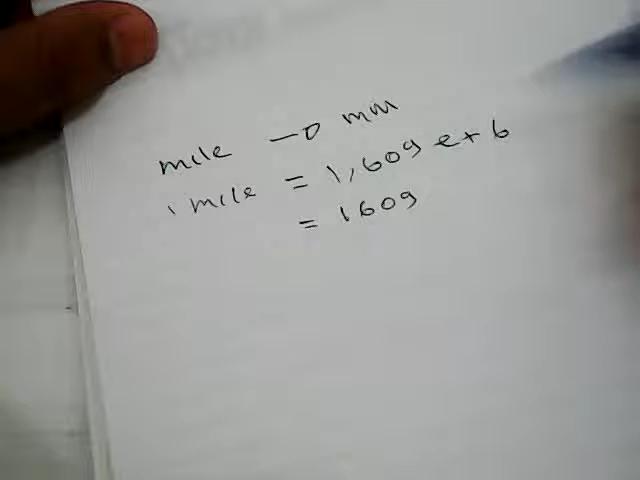 mile → mm
1 mile = 1,609 e+6
= 1609